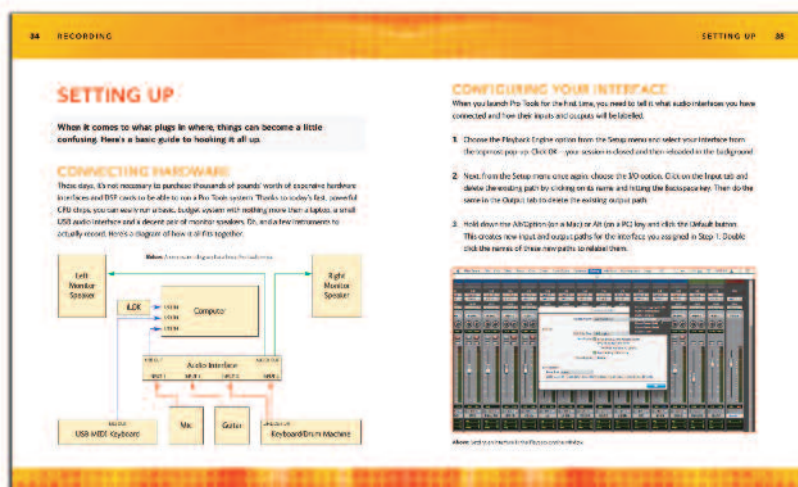 34 RECORDING
SETTING UP
When it comes to what plugs in where, things can become a little
confusing. Here's a basic guide to hooking it all up.
CONNECTING HARDWARE
These days, it's not necessary to purchase thousands of pounds' worth of expensive hardware
interfaces and DSP cards to be able to run a Pro Tools system. Thanks to today's fast, powerful
CPU chips, you can easily run a basic, budget system with nothing more than a laptop, a small
USB audio interface and a decent pair of monitor speakers. Oh, and a few instruments to
actually record. Here's a diagram of how it all fits together.
Left
Monitor
Speaker
Right
Monitor
Speaker
iLOK
Computer
Audio Interface
USB MIDI Keyboard
Mic
Guitar
Keyboard/Drum Machine
SETTING UP 35
CONFIGURING YOUR INTERFACE
When you launch Pro Tools for the first time, you need to tell it what audio interfaces you have
connected and how their inputs and outputs will be labelled.
1 Choose the Playback Engine option from the Setup menu and select your interface from
the topmost pop-up. Click OK – your session is closed and then reloaded in the background.
2 Next, from the Setup menu once again, choose the I/O option. Click on the Input tab and
delete the existing path by clicking on its name and hitting the Backspace key. Then do the
same in the Output tab to delete the existing output path.
3 Hold down the Alt/Option (on a Mac) or Alt (on a PC) key and click the Default button.
This creates new input and output paths for the interface you assigned in Step 1. Double
click the names of these new paths to relabel them.